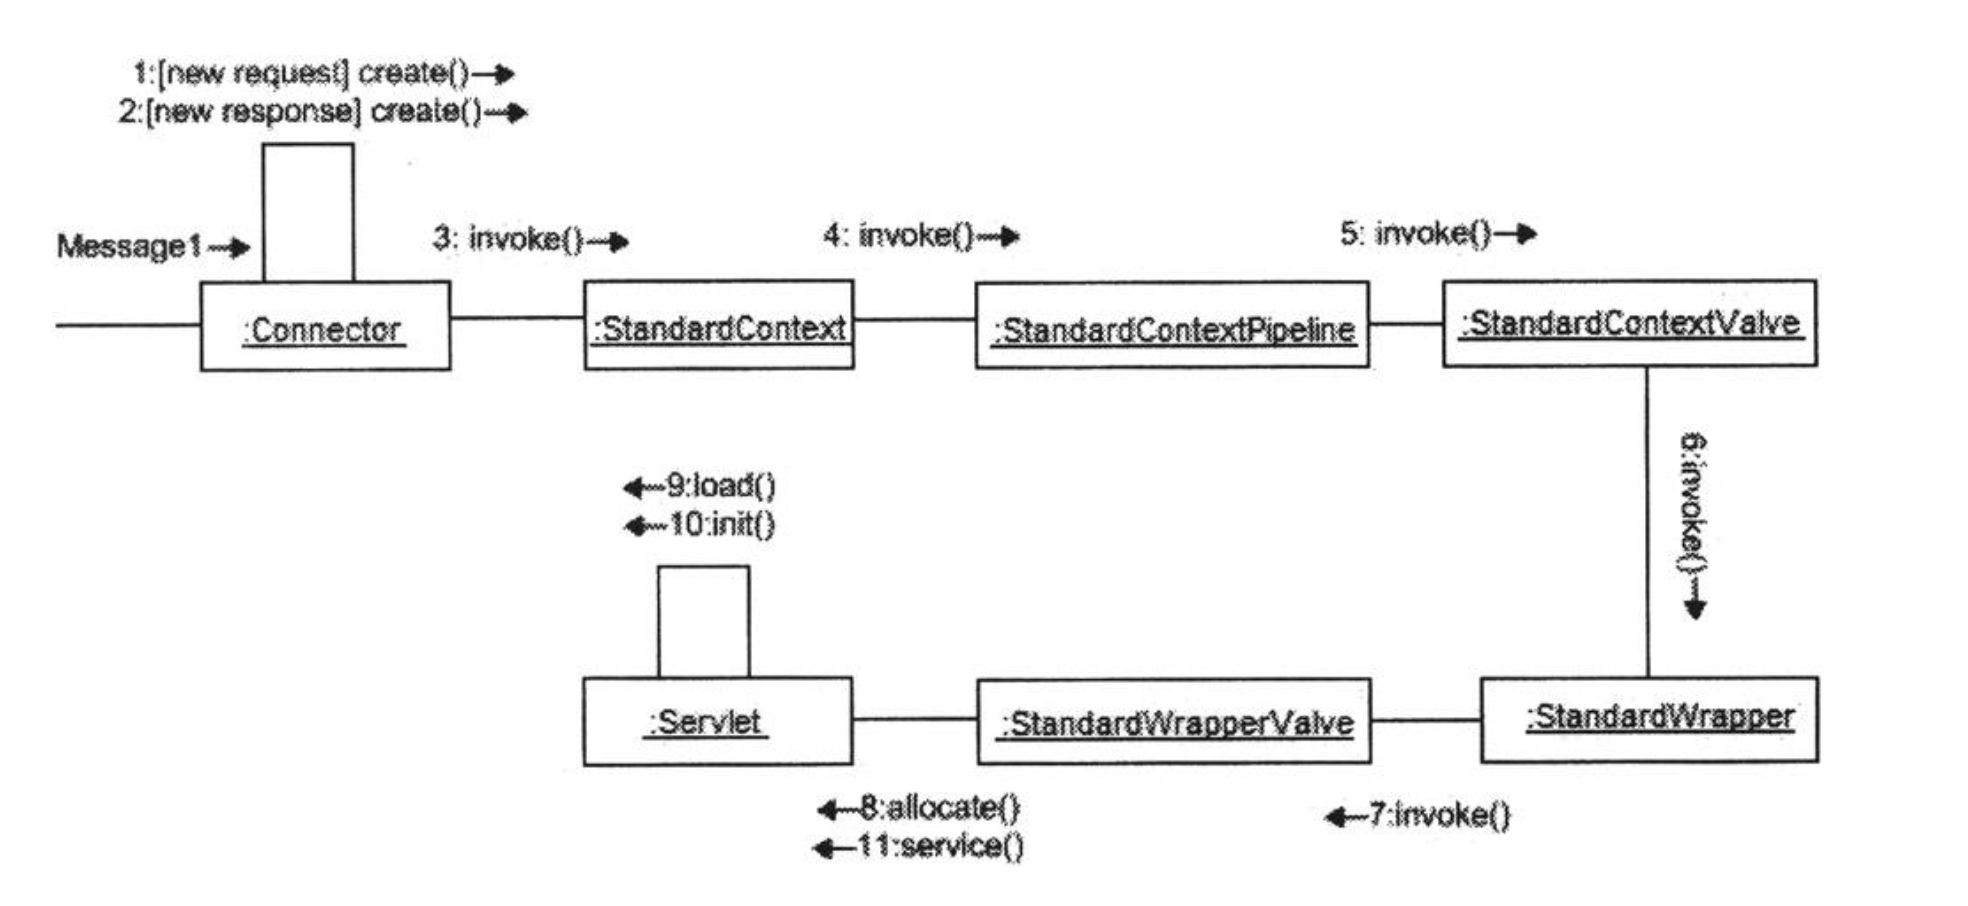 1:[new request] create()
2:[new response] create()
Message1
3: invoke()
4: invoke()
5: invoke()
:Connector
:StandardContext
:StandardContextPipeline
:StandardContextValve
6:invoke()
9:load()
10:init()
:Servlet
:StandardWrapperValve
:StandardWrapper
8:allocate()
11:service()
7:invoke()